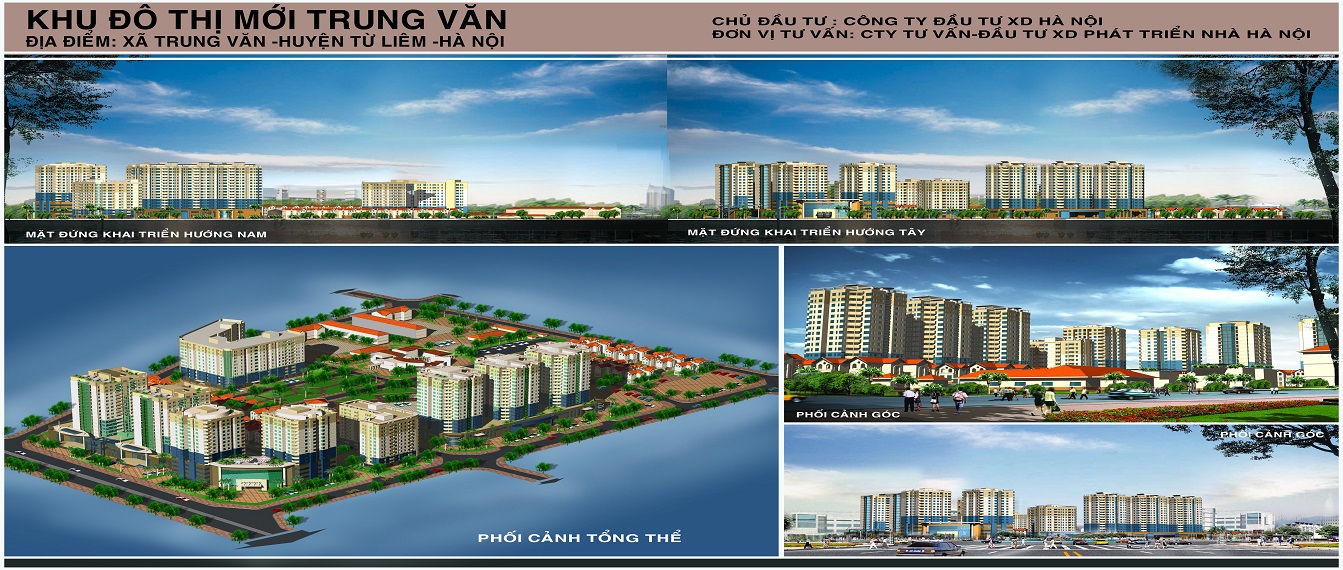 KHU ĐÔ THỊ MỚI TRUNG VĂN
ĐỊA ĐIỂM: XÃ TRUNG VĂN -HUYỆN TỪ LIÊM -HÀ NỘI
CHỦ ĐẦU TƯ : CÔNG TY ĐẦU TƯ XD HÀ NỘI
ĐƠN VỊ TƯ VẤN: CTY TƯ VẤN-ĐẦU TƯ XD PHÁT TRIỂN NHÀ HÀ NỘI
MẶT ĐỨNG KHAI TRIỂN HƯỚNG NAM
MẶT ĐỨNG KHAI TRIỂN HƯỚNG TÂY
PHỐI CẢNH TỔNG THỂ
PHỐI CẢNH GÓC
PHỐI CẢNH GÓC